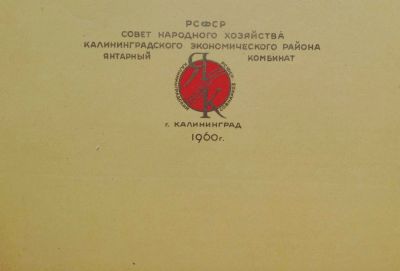 РСФСР
СОВЕТ НАРОДНОГО ХОЗЯЙСТВА
КАЛИНИНГРАДСКОГО ЭКОНОМИЧЕСКОГО РАЙОНА
ЯНТАРНЫЙ КОМБИНАТ
г. КАЛИНИНГРАД
1960г.